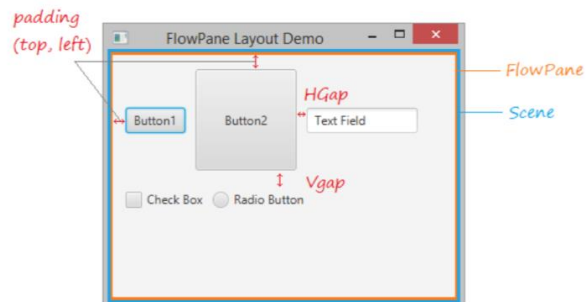 padding
(top, left)
FlowPane Layout Demo
FlowPane
HGap
Scene
Button1
Button2
Text Field
Vgap
Check Box
Radio Button